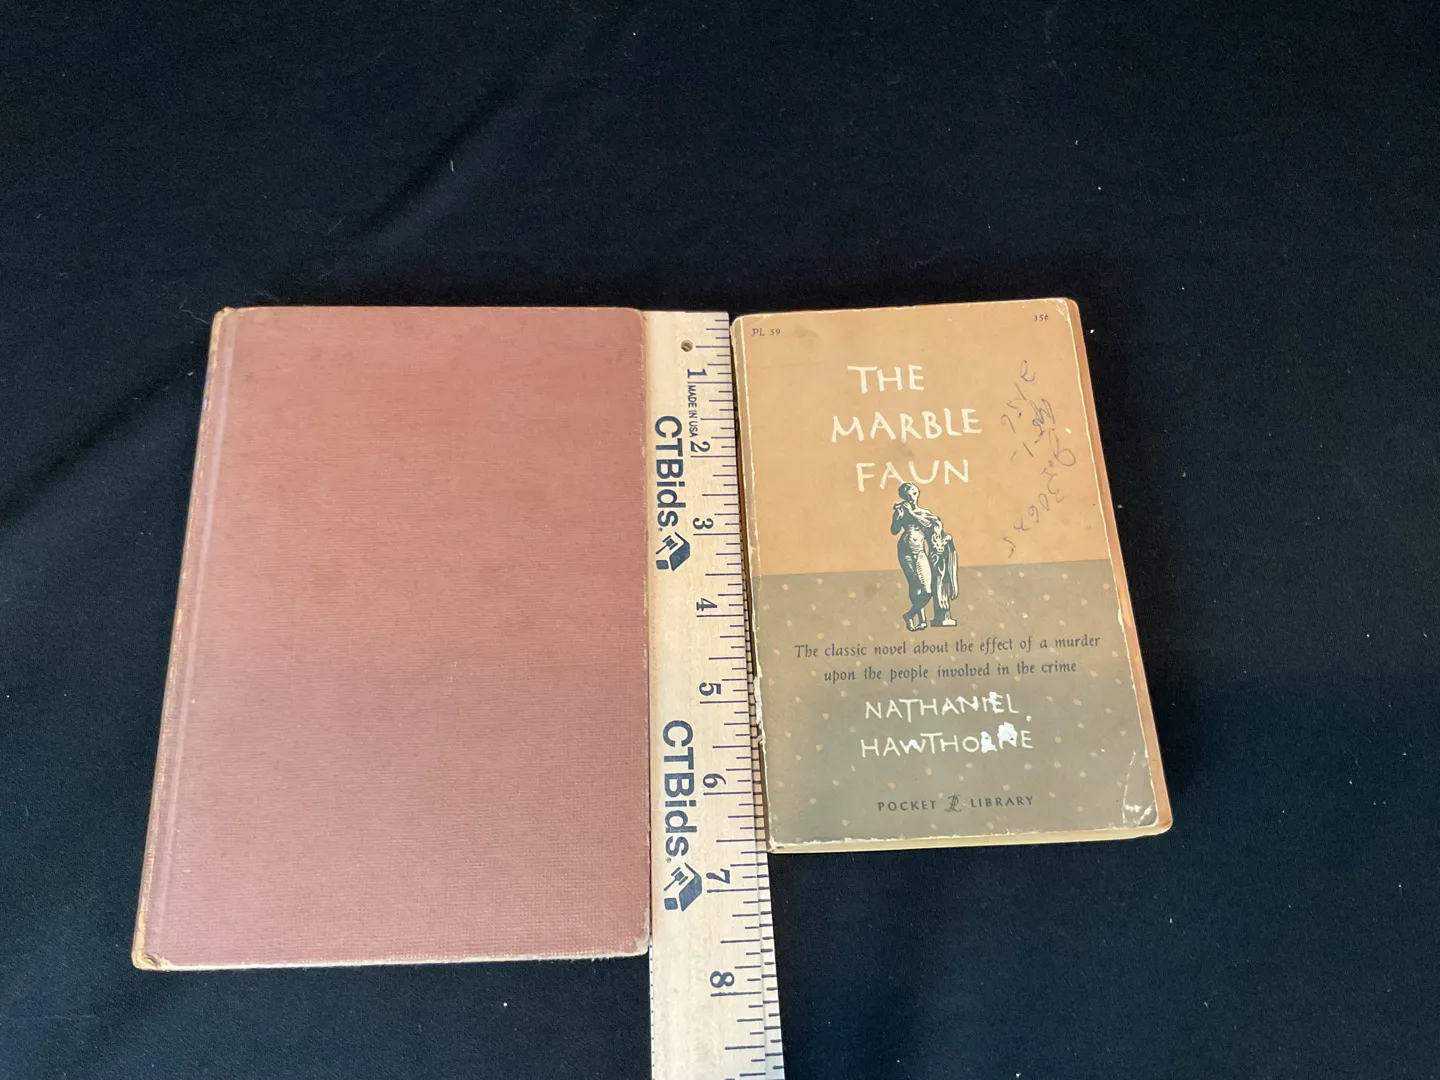 1
MADE IN USA
2
CTBids.
3
4
5
CTBids.
6
7
8
PL 59
35¢
THE
MARBLE
FAUN
The classic novel about the effect of a murder
upon the people involved in the crime
NATHANIEL
HAWTHORNE
POCKET PL LIBRARY